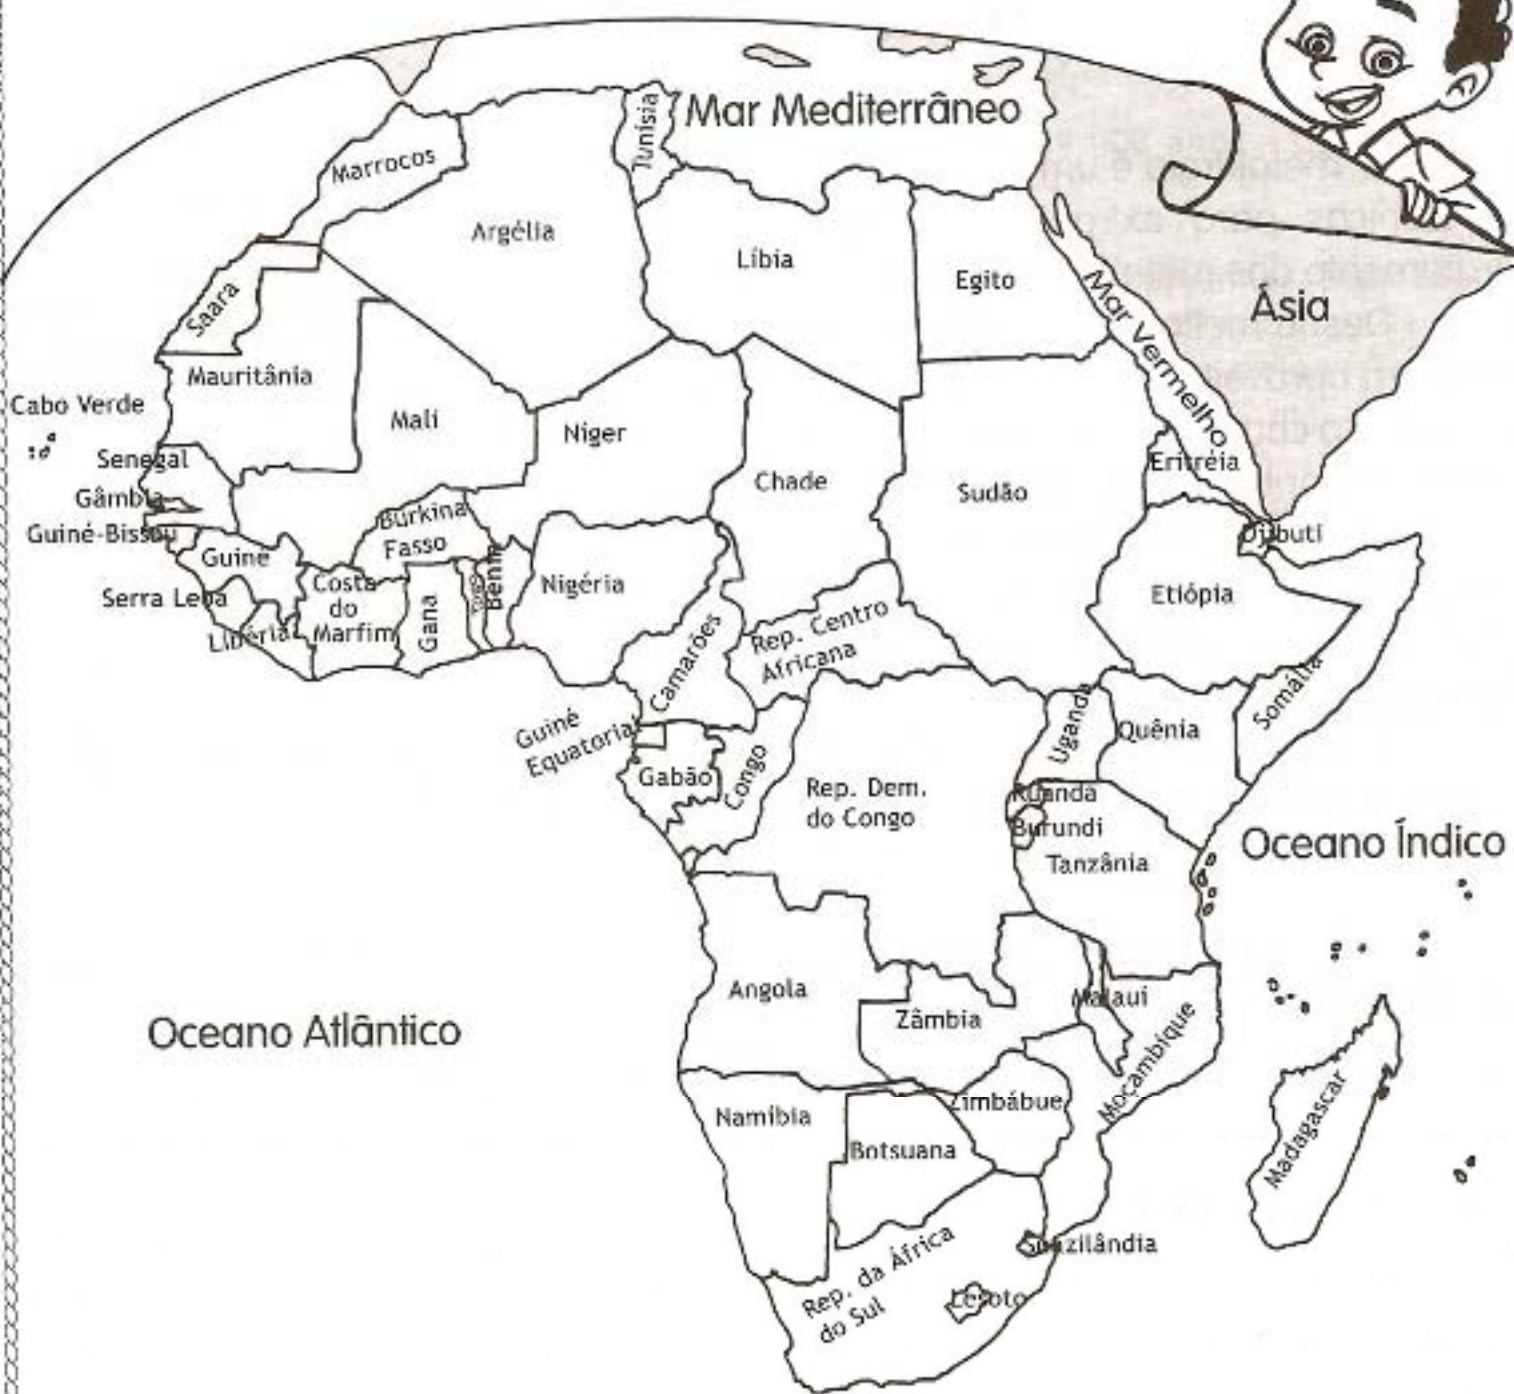 Mar Mediterrâneo
Tunísia
Marrocos
Argélia
Líbia
Egito
Mar Vermelho
Ásia
Saara
Mauritânia
Cabo Verde
Mali
Níger
Chade
Sudão
Eritréia
Senegal
Gâmbia
Guiné-Bissau
Burkina
Fasso
Guiné
Serra Leoa
Libéria
Costa
do
Marfim
Gana
Togo
Benin
Nigéria
Camarões
Rep. Centro
Africana
Djibuti
Etiópia
Somália
Guiné
Equatorial
Gabão
Congo
Rep. Dem.
do Congo
Uganda
Quênia
Ruanda
Burundi
Tanzânia
Oceano Índico
Oceano Atlântico
Angola
Zâmbia
Malauí
Moçambique
Madagascar
Namíbia
Zimbábue
Botsuana
Suazilândia
Rep. da África
do Sul
Lesoto